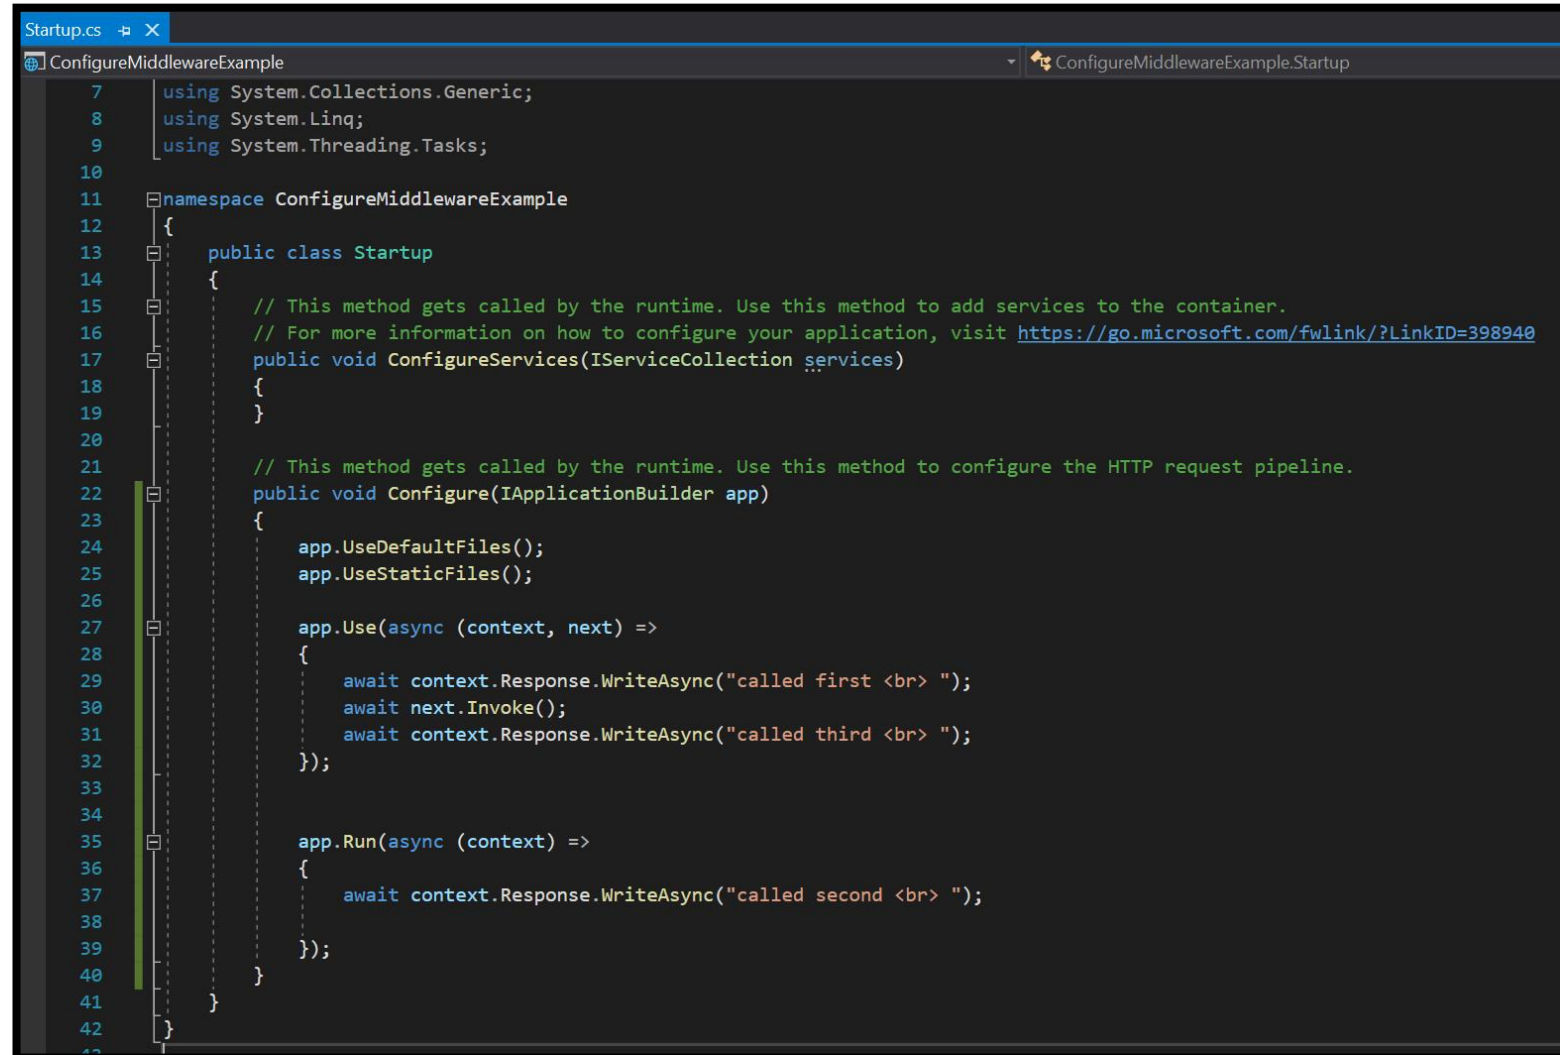 Startup.cs
ConfigureMiddlewareExample ConfigureMiddlewareExample.Startup
7 using System.Collections.Generic;
8 using System.Linq;
9 using System.Threading.Tasks;
10
11 namespace ConfigureMiddlewareExample
12 {
13 public class Startup
14 {
15 // This method gets called by the runtime. Use this method to add services to the container.
16 // For more information on how to configure your application, visit https://go.microsoft.com/fwlink/?LinkID=398940
17 public void ConfigureServices(IServiceCollection services)
18 {
19 }
20
21 // This method gets called by the runtime. Use this method to configure the HTTP request pipeline.
22 public void Configure(IApplicationBuilder app)
23 {
24 app.UseDefaultFiles();
25 app.UseStaticFiles();
26
27 app.Use(async (context, next) =>
28 {
29 await context.Response.WriteAsync("called first <br> ");
30 await next.Invoke();
31 await context.Response.WriteAsync("called third <br> ");
32 });
33
34
35 app.Run(async (context) =>
36 {
37 await context.Response.WriteAsync("called second <br> ");
38
39 });
40 }
41 }
42 }